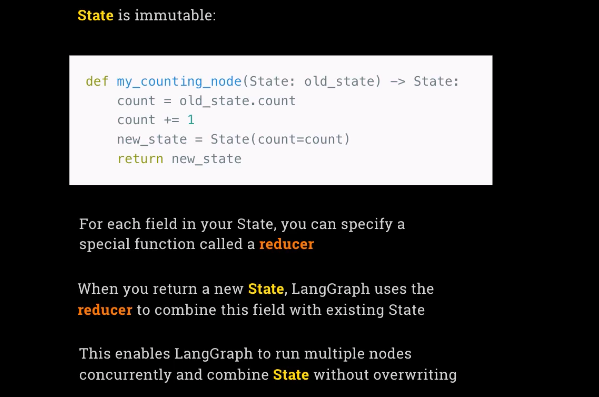 State is immutable:
def my_counting_node(State: old_state) -> State:
    count = old_state.count
    count += 1
    new_state = State(count=count)
    return new_state
For each field in your State, you can specify a
special function called a reducer
When you return a new State, LangGraph uses the
reducer to combine this field with existing State
This enables LangGraph to run multiple nodes
concurrently and combine State without overwriting